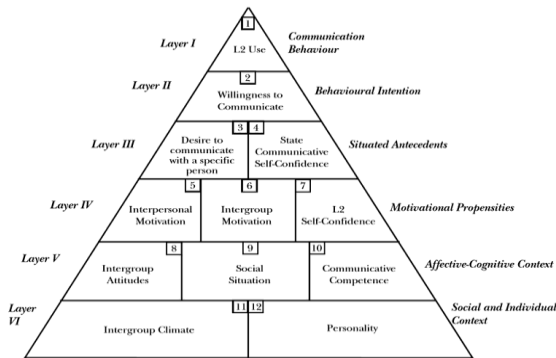 1
Layer I
L2 Use
Communication
Behaviour
2
Layer II
Willingness to
Communicate
Behavioural Intention
3 4
Layer III
Desire to
communicate
with a specific
person
State
Communicative
Self-Confidence
Situated Antecedents
5 6 7
Layer IV
Interpersonal
Motivation
Intergroup
Motivation
L2
Self-Confidence
Motivational Propensities
8 9 10
Layer V
Intergroup
Attitudes
Social
Situation
Communicative
Competence
Affective-Cognitive Context
11 12
Layer
VI
Intergroup Climate
Personality
Social and Individual
Context